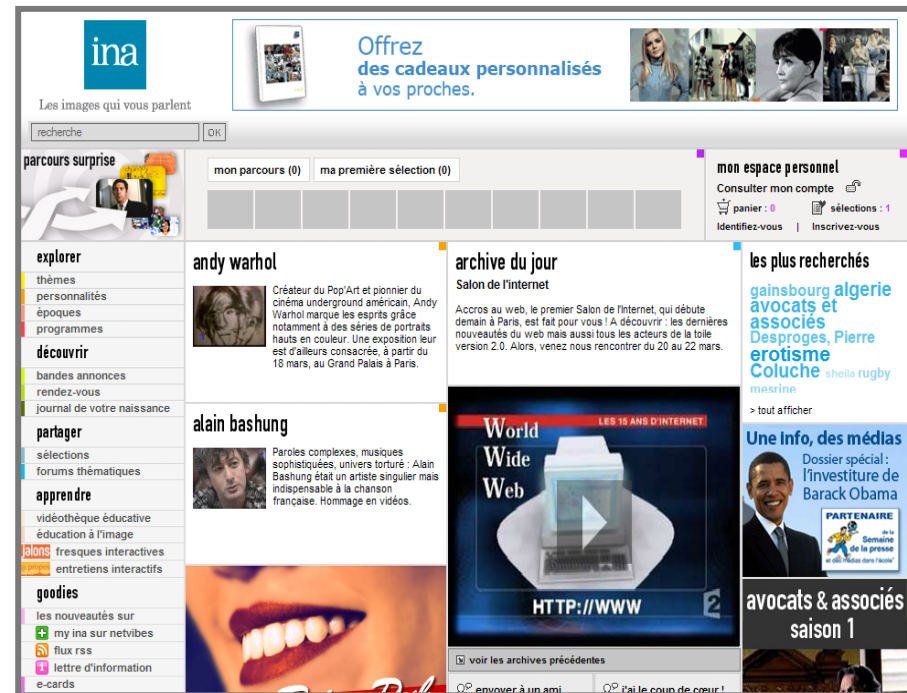 ina
Les images qui vous parlent
Offrez
des cadeaux personnalisés
à vos proches.
recherche
OK
parcours surprise
mon parcours (0)
ma première sélection (0)
mon espace personnel
Consulter mon compte
panier : 0
sélections : 1
Identifiez-vous | Inscrivez-vous
explorer
thèmes
personnalités
époques
programmes
découvrir
bandes annonces
rendez-vous
journal de votre naissance
partager
sélections
forums thématiques
apprendre
vidéothèque éducative
éducation à l'image
jalons
fresques interactives
propos
entretiens interactifs
goodies
les nouveautés sur
my ina sur netvibes
flux rss
lettre d'information
e-cards
andy warhol
Créateur du Pop'Art et pionnier du
cinéma underground américain, Andy
Warhol marque les esprits grâce
notamment à des séries de portraits
hauts en couleur. Une exposition leur
est d'ailleurs consacrée, à partir du
18 mars, au Grand Palais à Paris.
alain bashung
Paroles complexes, musiques
sophistiquées, univers torturé : Alain
Bashung était un artiste singulier mais
indispensable à la chanson
française. Hommage en vidéos.
archive du jour
Salon de l'internet
Accros au web, le premier Salon de l'Internet, qui débute
demain à Paris, est fait pour vous ! A découvrir : les dernières
nouveautés du web mais aussi tous les acteurs de la toile
version 2.0. Alors, venez nous rencontrer du 20 au 22 mars.
LES 15 ANS D'INTERNET
World
Wide
Web
HTTP://WWW
2
voir les archives précédentes
envoyer à un ami
j'ai le coup de cœur !
les plus recherchés
gainsbourg algerie
avocats et
associés
Desproges, Pierre
erotisme
Coluche sheila rugby
mesrine
> tout afficher
Une info, des médias
Dossier spécial :
l'investiture de
Barack Obama
PARTENAIRE
de la
Semaine
de la presse
et des médias dans l'école
avocats & associés
saison 1